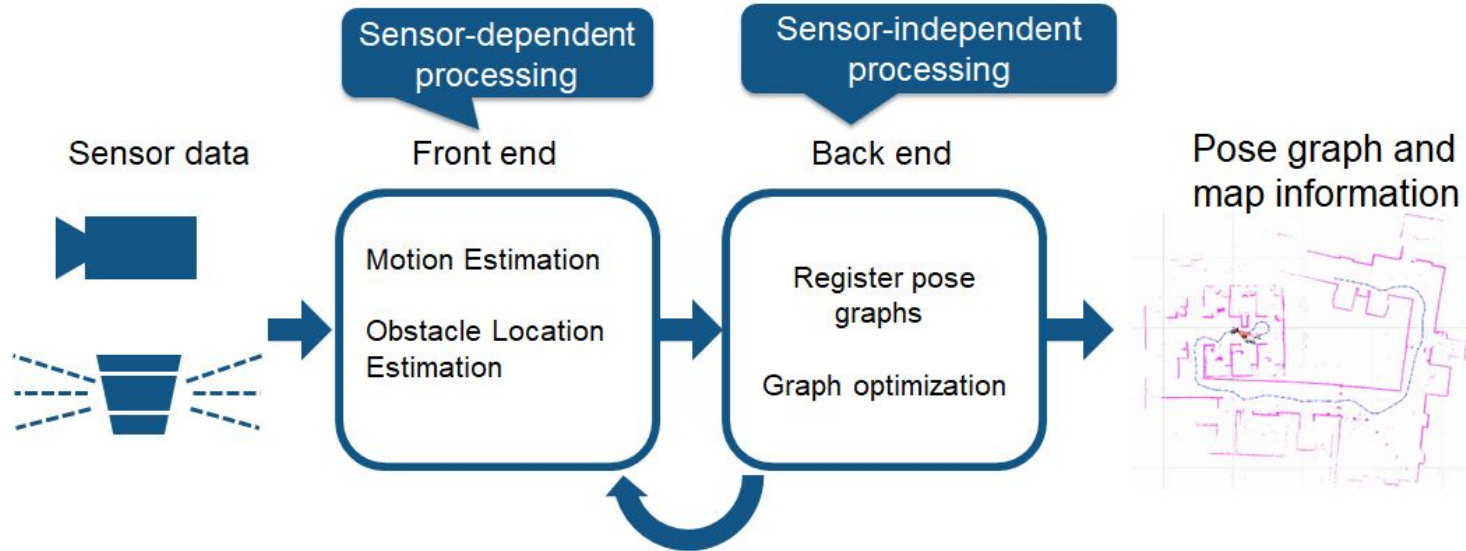 Sensor-dependent
processing
Sensor-independent
processing
Sensor data
Front end
Back end
Pose graph and
map information
Motion Estimation
Obstacle Location
Estimation
Register pose
graphs
Graph optimization